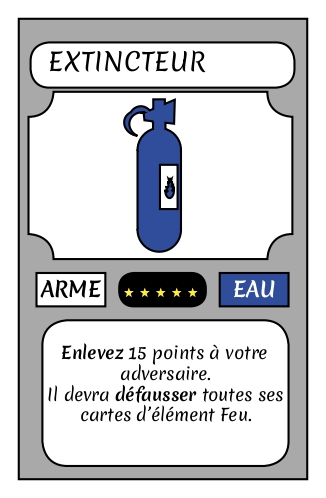 EXTINCTEUR
ARME
EAU
Enlevez 15 points à votre
adversaire.
Il devra défausser toutes ses
cartes d'élément Feu.